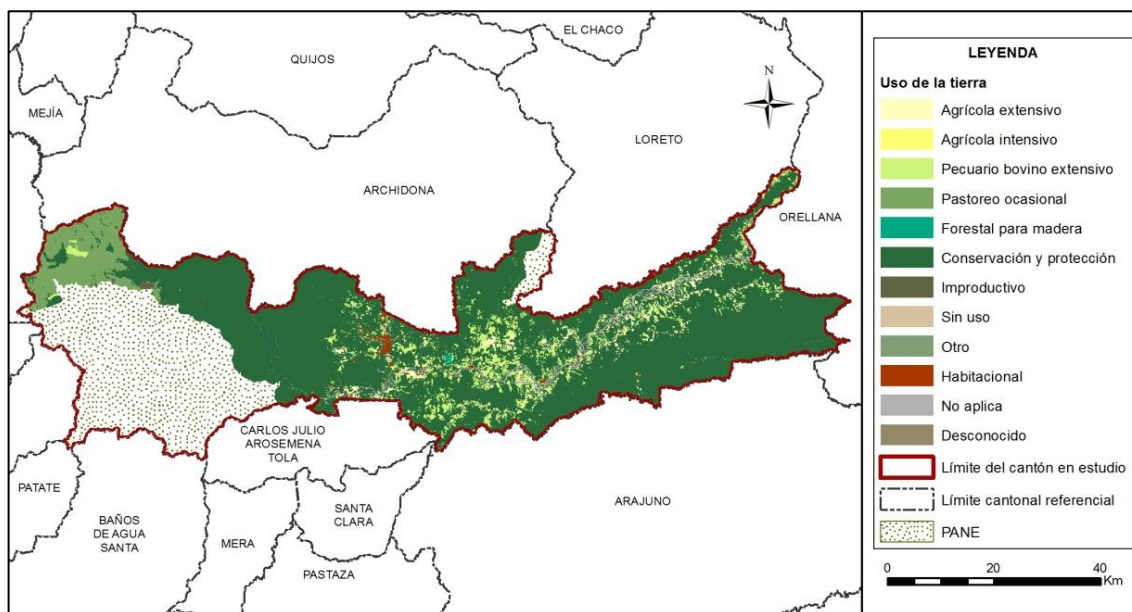 EL CHACO
QUIJOS
MEJÍA
N
LORETO
ARCHIDONA
ORELLANA
CARLOS JULIO
AROSEMENA
TOLA
PATATE
BAÑOS
DE AGUA
SANTA
MERA
SANTA
CLARA
ARAJUNO
PASTAZA
LEYENDA
Uso de la tierra
Agrícola extensivo
Agrícola intensivo
Pecuario bovino extensivo
Pastoreo ocasional
Forestal para madera
Conservación y protección
Improductivo
Sin uso
Otro
Habitacional
No aplica
Desconocido
Límite del cantón en estudio
Límite cantonal referencial
PANE
0 20 40
Km